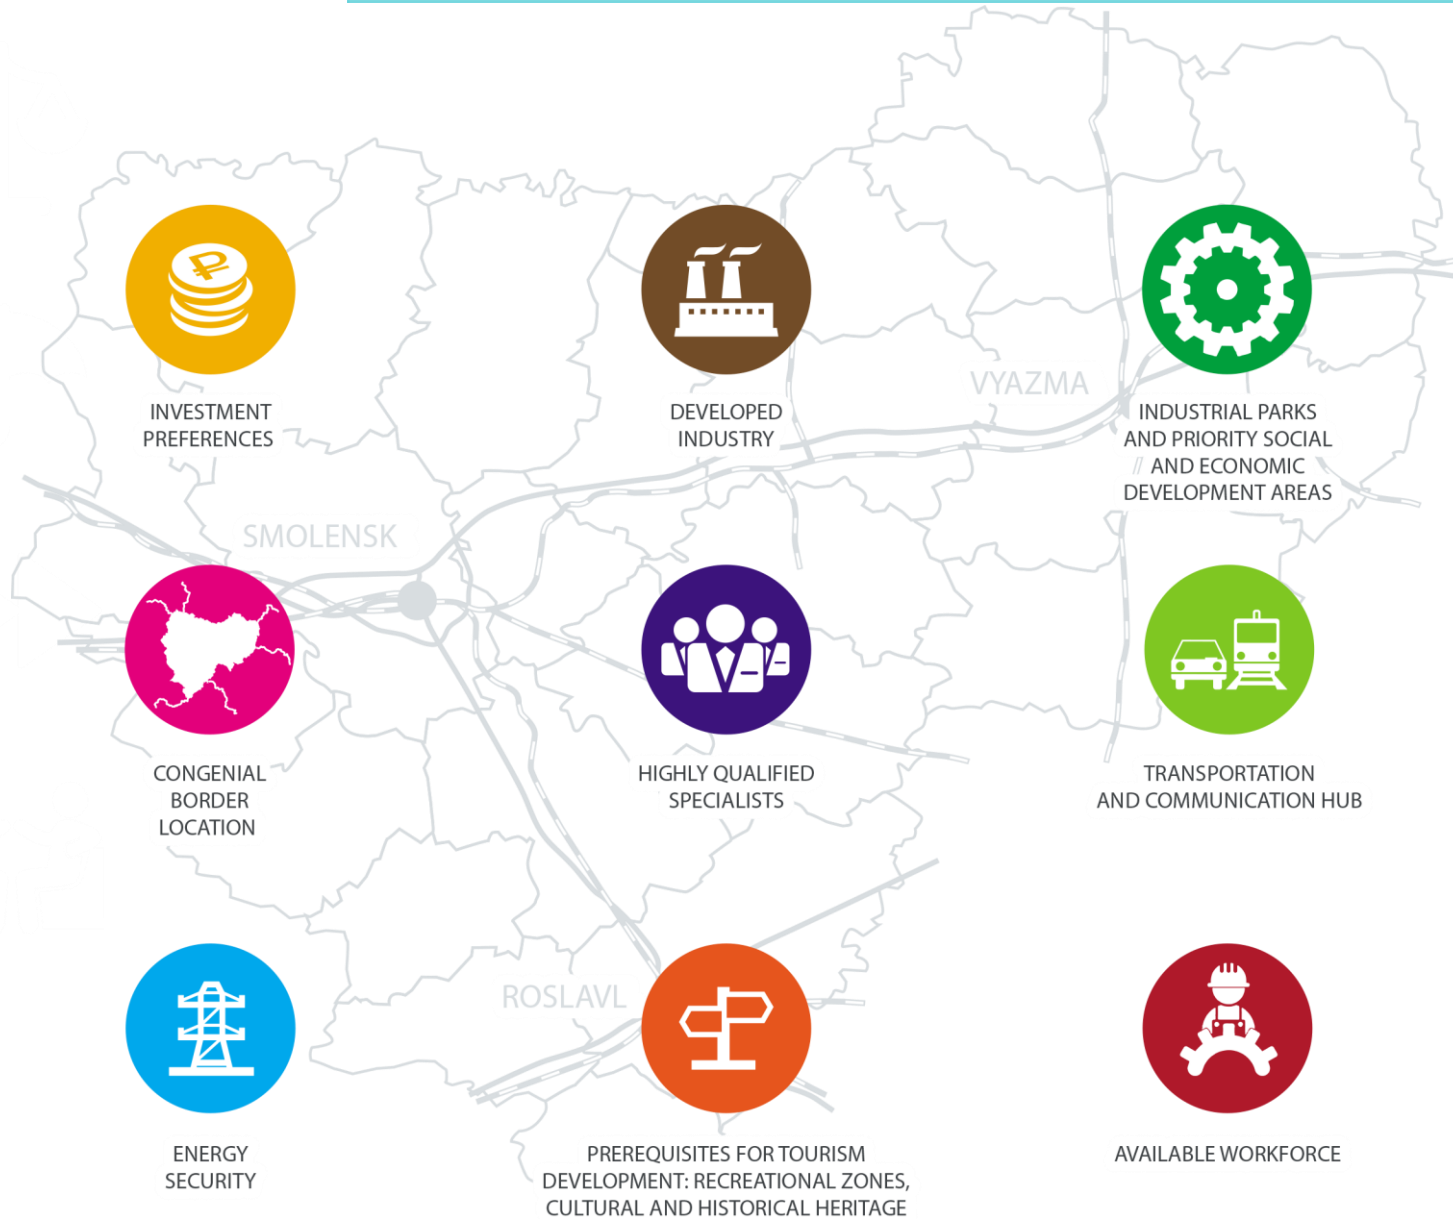 INVESTMENT
PREFERENCES
DEVELOPED
INDUSTRY
VYAZMA
INDUSTRIAL PARKS
AND PRIORITY SOCIAL
AND ECONOMIC
DEVELOPMENT AREAS
SMOLENSK
CONGENIAL
BORDER
LOCATION
HIGHLY QUALIFIED
SPECIALISTS
TRANSPORTATION
AND COMMUNICATION HUB
ROSLAVL
ENERGY
SECURITY
PREREQUISITES FOR TOURISM
DEVELOPMENT: RECREATIONAL ZONES,
CULTURAL AND HISTORICAL HERITAGE
AVAILABLE WORKFORCE